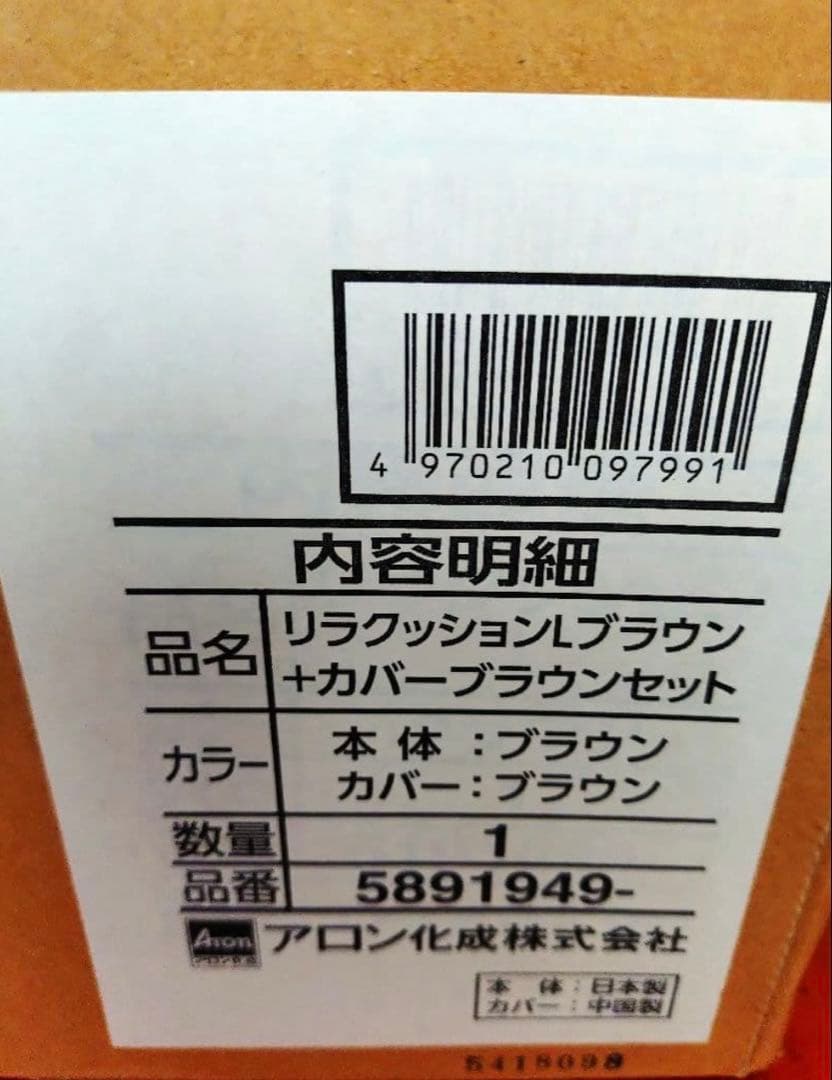 4 970210 097991
内容明細
品名 リラクッションLブラウン
+カバーブラウンセット
カラー 本体:ブラウン
カバー:ブラウン
数量 1
品番 5891949-
Aron アロン化成株式会社
本体:日本製
カバー:中国製
5418098